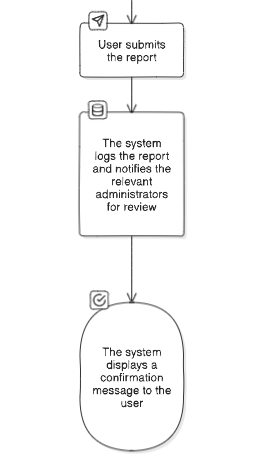 User submits
the report
The system
logs the report
and notifies the
relevant
administrators
for review
The system
displays a
confirmation
message to the
user